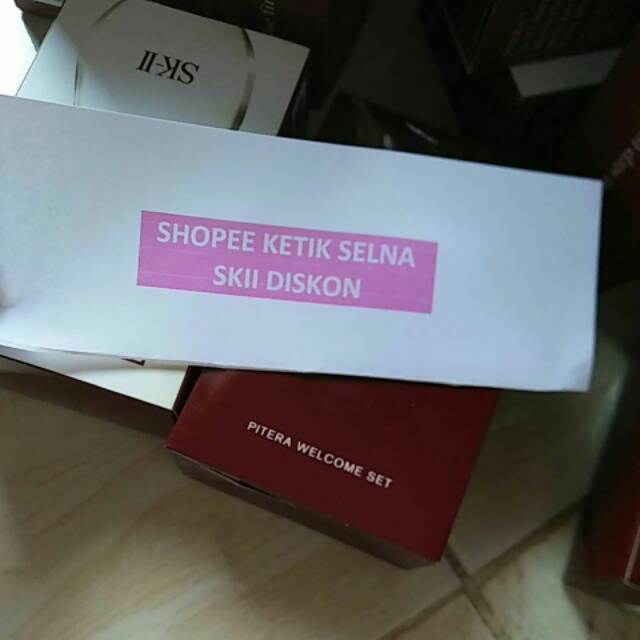 SK-II
SHOPEE KETIK SELNA
SKII DISKON
PITERA WELCOME SET